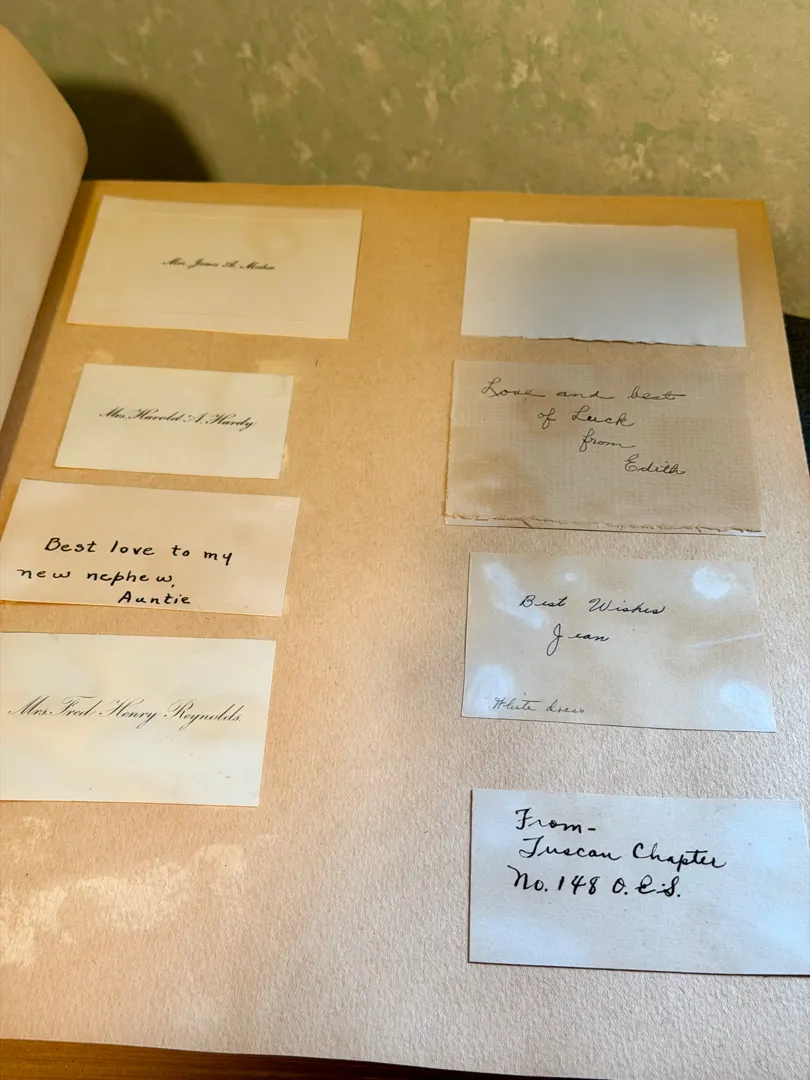 Mrs. James A. Meehan
Mrs. Harold A. Hardy
Best love to my
new nephew,
Auntie
Mrs. Fred Henry Reynolds
Love and best
of Luck
from
Edith
Best Wishes
Jean
White dress
From-
Tuscan Chapter
No. 148 O.E.S.